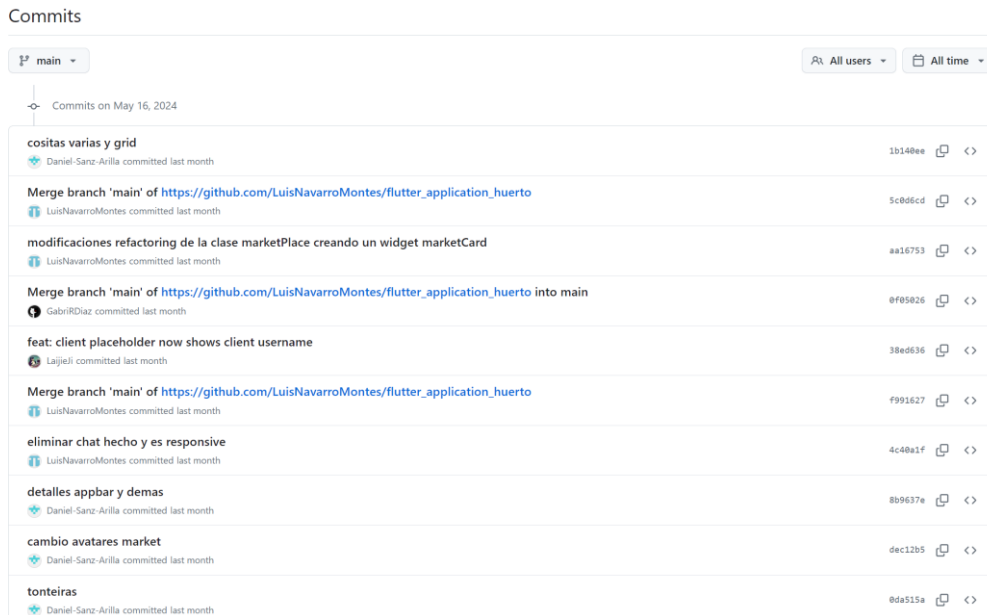 Commits
main
All users
All time
Commits on May 16, 2024
cositas varias y grid
Daniel-Sanz-Arilla committed last month
1b140ee
Merge branch 'main' of https://github.com/LuisNavarroMontes/flutter_application_huerto
LuisNavarroMontes committed last month
5c0d6cd
modificaciones refactoring de la clase marketPlace creando un widget marketCard
LuisNavarroMontes committed last month
aa16753
Merge branch 'main' of https://github.com/LuisNavarroMontes/flutter_application_huerto into main
GabriRDiaz committed last month
0f05026
feat: client placeholder now shows client username
LaijieJi committed last month
38ed636
Merge branch 'main' of https://github.com/LuisNavarroMontes/flutter_application_huerto
LuisNavarroMontes committed last month
f991627
eliminar chat hecho y es responsive
LuisNavarroMontes committed last month
4c40a1f
detalles appbar y demas
Daniel-Sanz-Arilla committed last month
8b9637e
cambio avatares market
Daniel-Sanz-Arilla committed last month
dec12b5
tonteiras
Daniel-Sanz-Arilla committed last month
0da515a